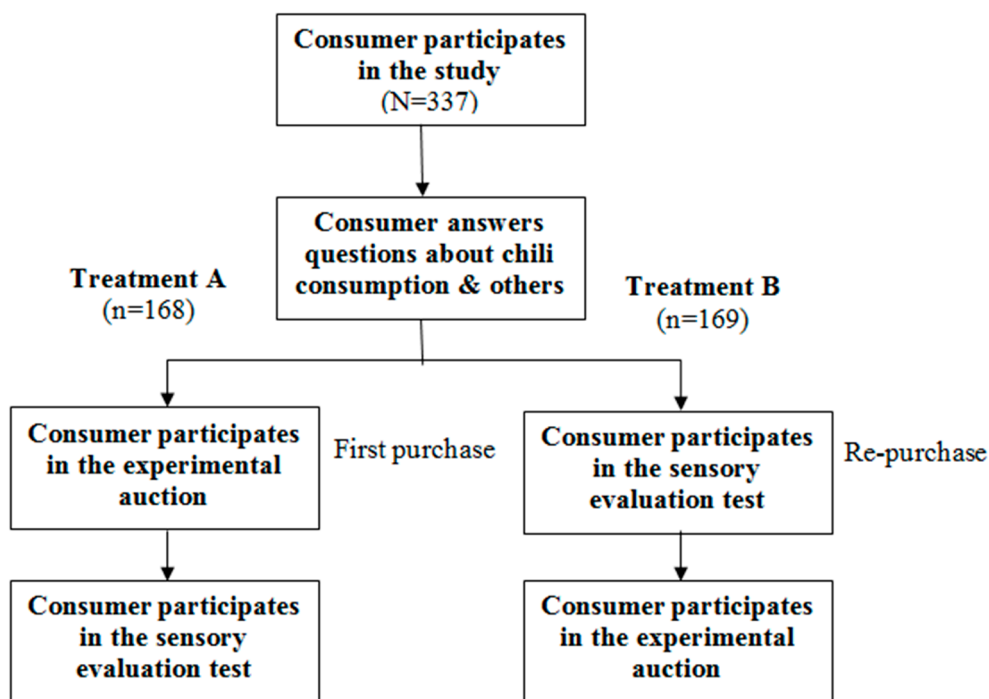 Consumer participates
in the study
(N=337)
Consumer answers
questions about chili
consumption & others
Treatment A
(n=168)
Treatment B
(n=169)
Consumer participates
in the experimental
auction
First purchase
Consumer participates
in the sensory
evaluation test
Re-purchase
Consumer participates
in the sensory
evaluation test
Consumer participates
in the experimental
auction